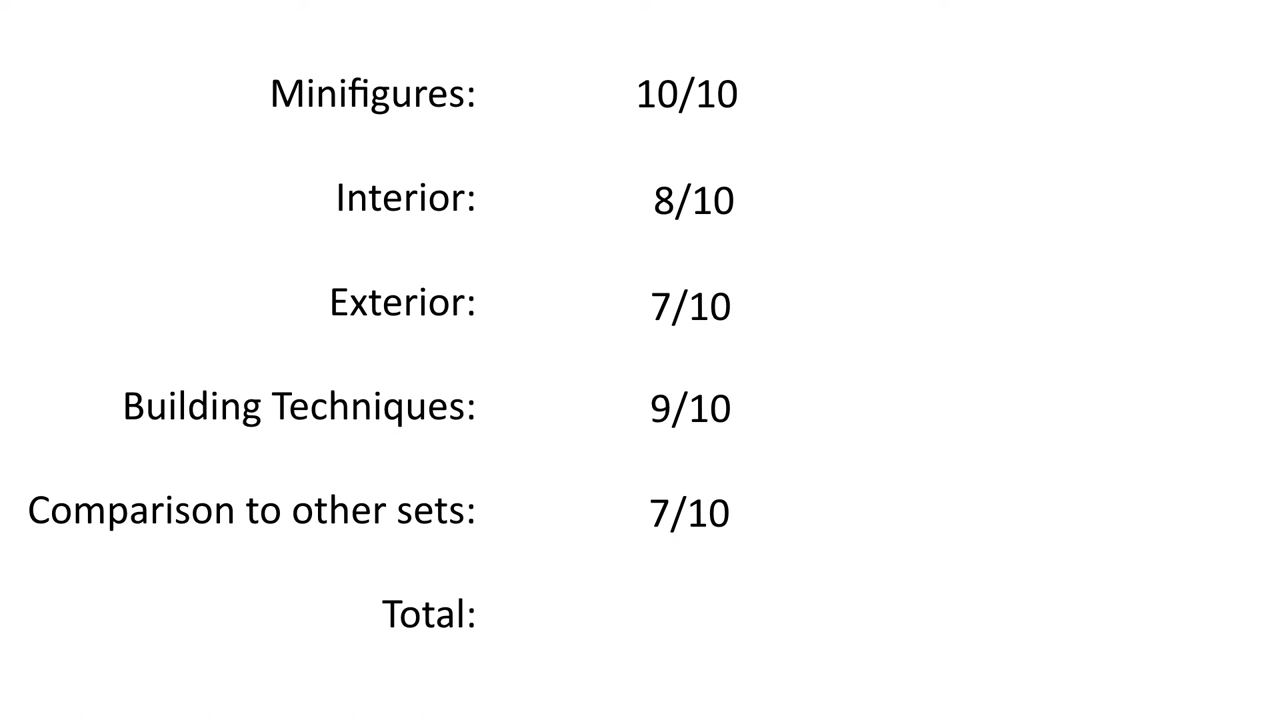 Minifigures: 10/10
Interior: 8/10
Exterior: 7/10
Building Techniques: 9/10
Comparison to other sets: 7/10
Total: